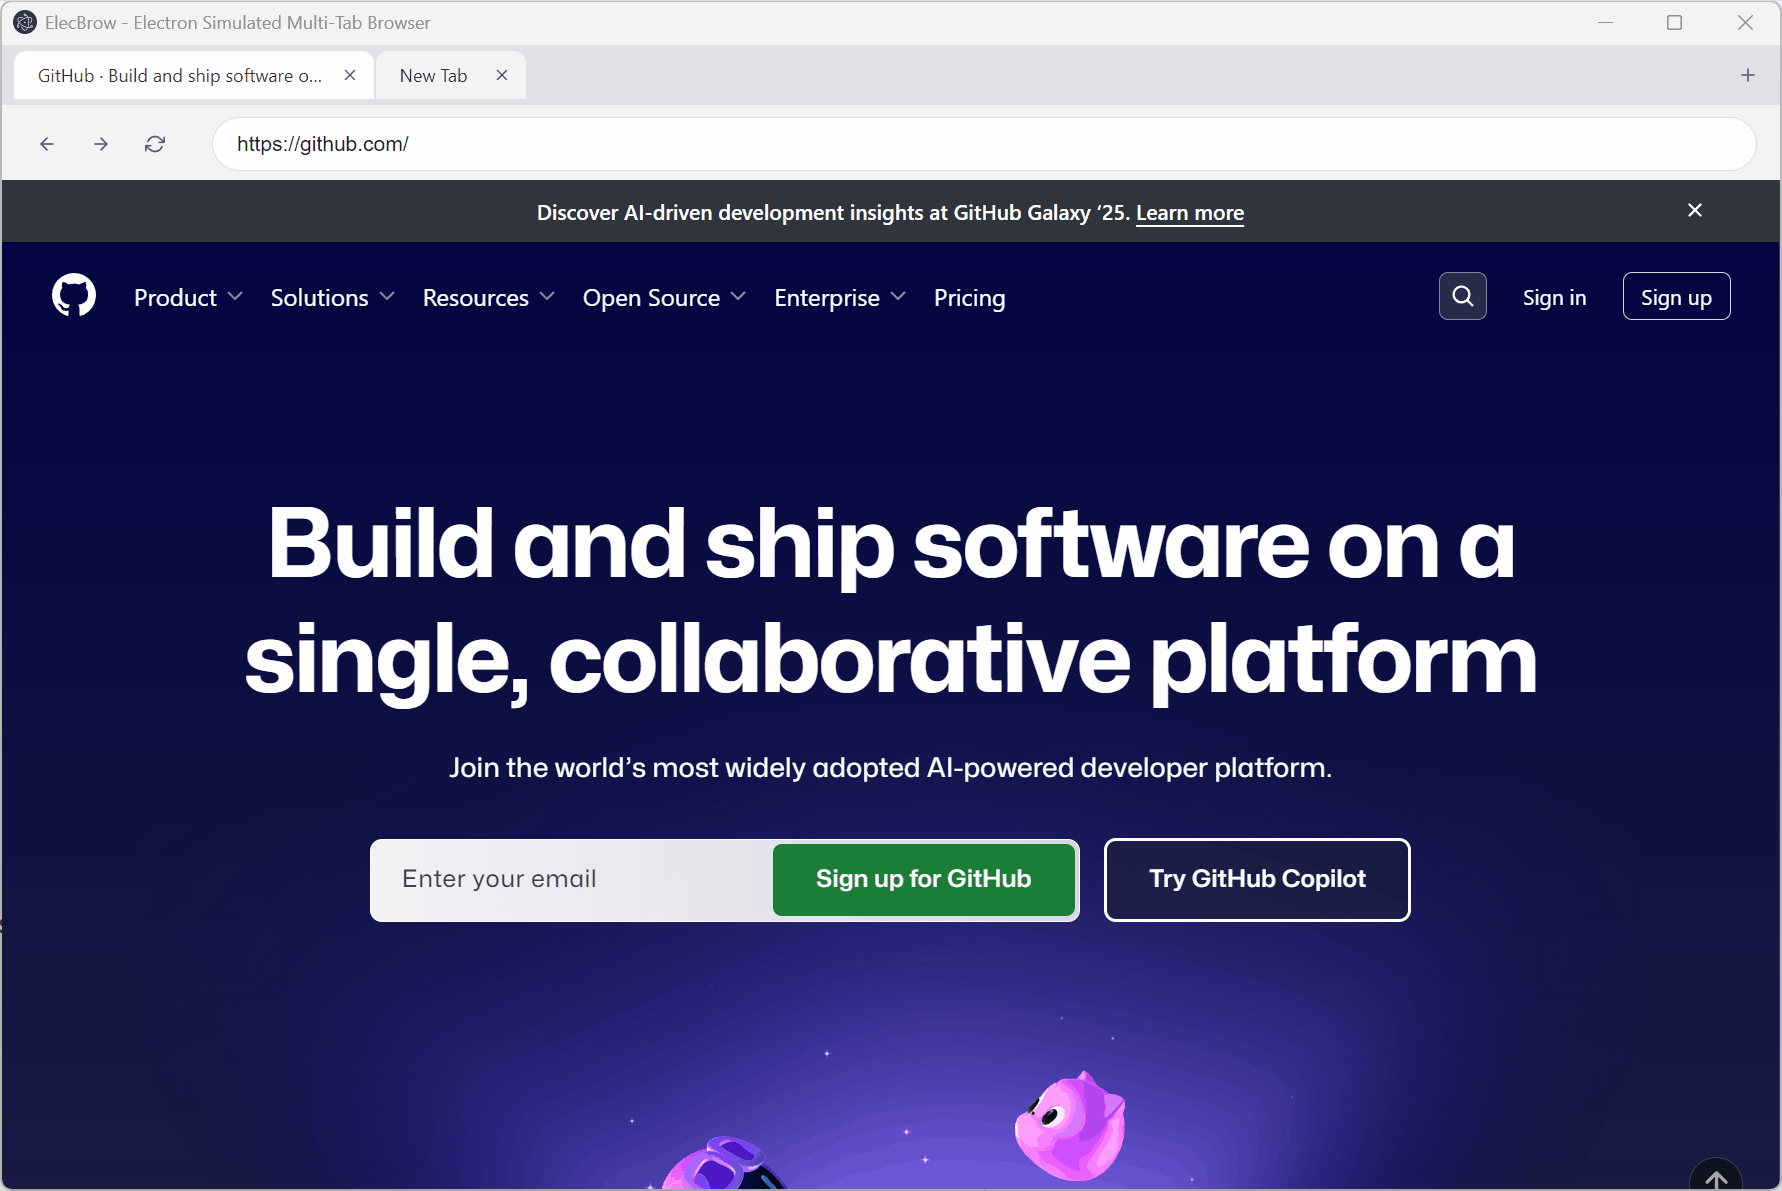 ElecBrow - Electron Simulated Multi-Tab Browser
GitHub · Build and ship software o...
New Tab
https://github.com/
Discover AI-driven development insights at GitHub Galaxy ‘25. Learn more
Product Solutions Resources Open Source Enterprise Pricing Sign in Sign up
Build and ship software on a
single, collaborative platform
Join the world’s most widely adopted AI-powered developer platform.
Enter your email Sign up for GitHub Try GitHub Copilot